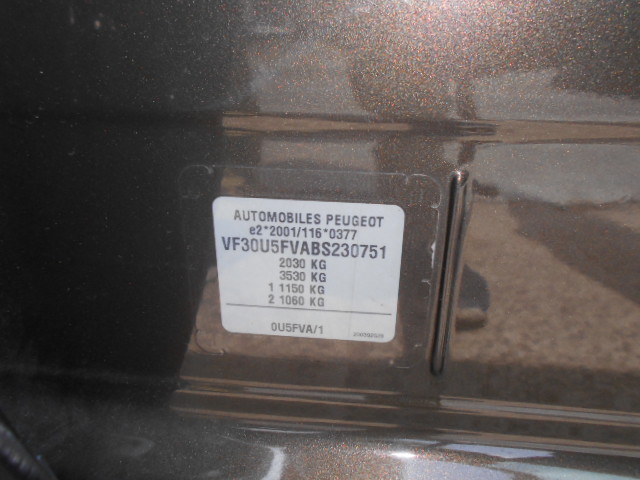 AUTOMOBILES PEUGEOT
e2*2001/116*0377
VF30U5FVABS230751
2030 KG
3530 KG
1 1150 KG
2 1060 KG
0U5FVA/1